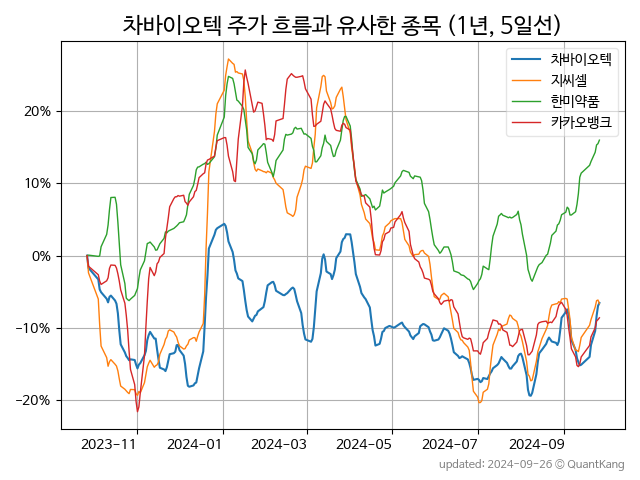 차바이오텍 주가 흐름과 유사한 종목 (1년, 5일선)
차바이오텍
지씨셀
한미약품
카카오뱅크
20%
10%
0%
−10%
−20%
2023-11
2024-01
2024-03
2024-05
2024-07
2024-09
updated: 2024-09-26 © QuantKang